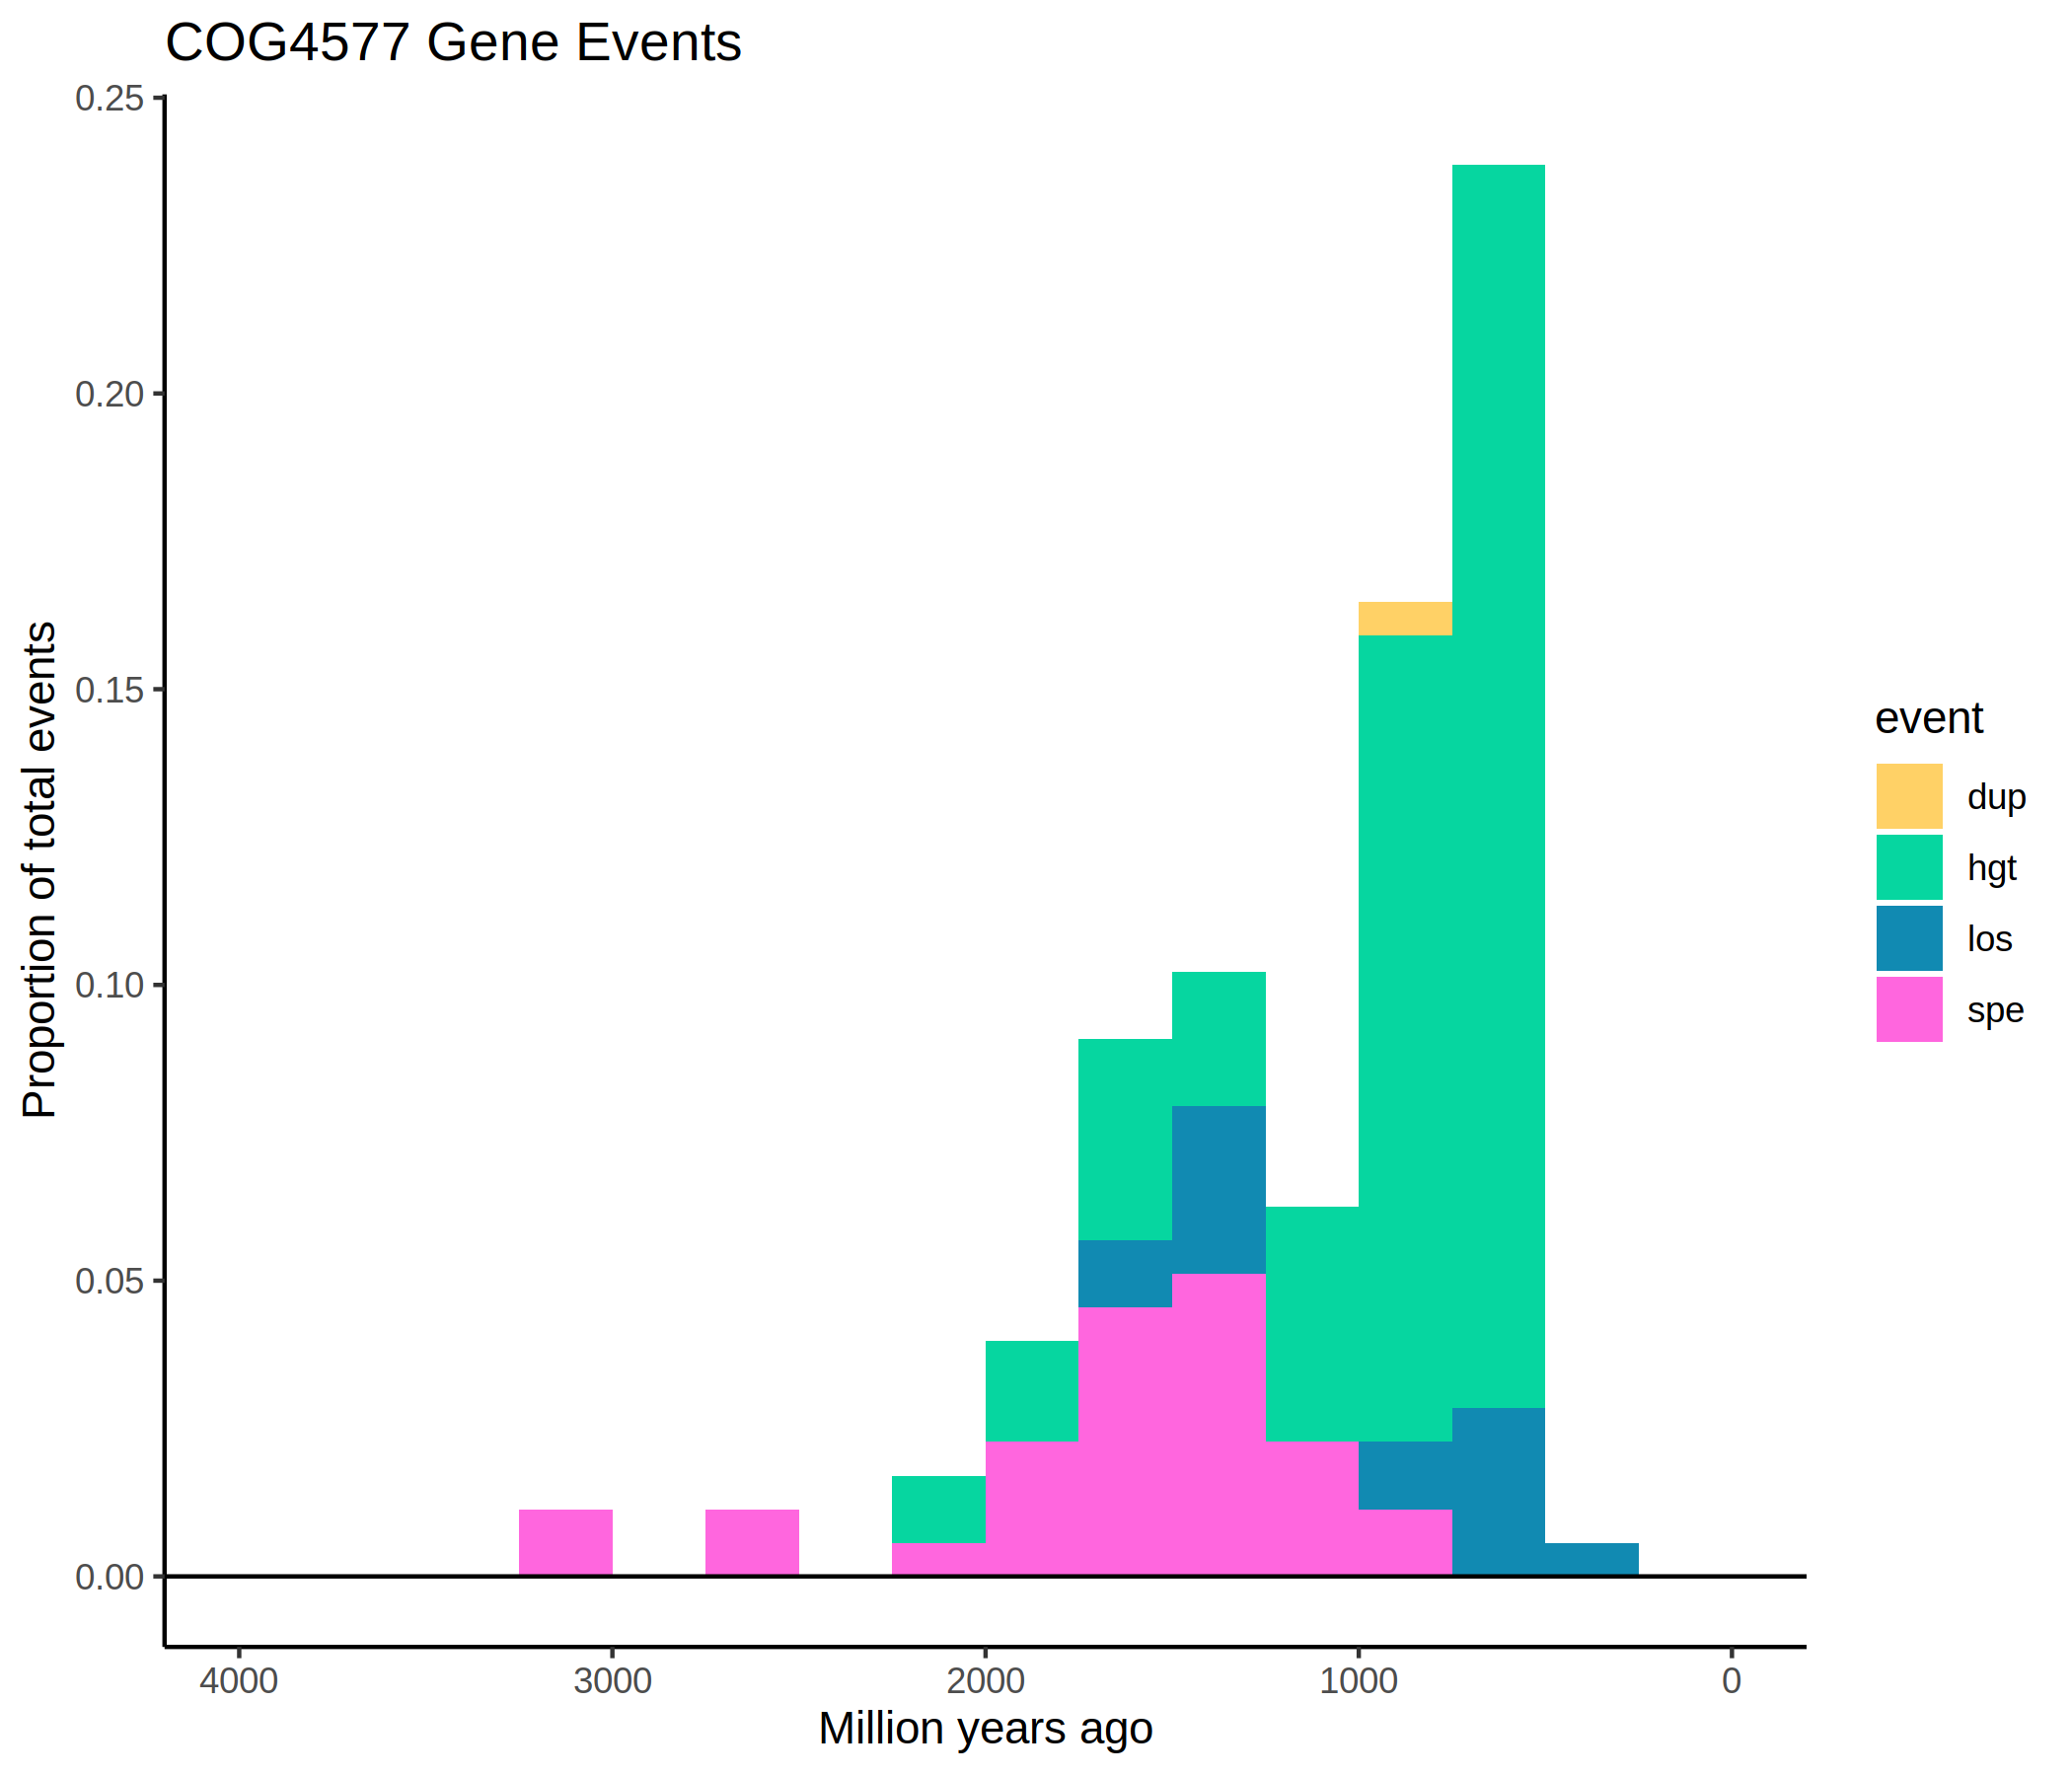 COG4577 Gene Events
0.25
0.20
0.15
0.10
0.05
0.00
Proportion of total events
4000 3000 2000 1000 0
Million years ago
event
dup
hgt
los
spe